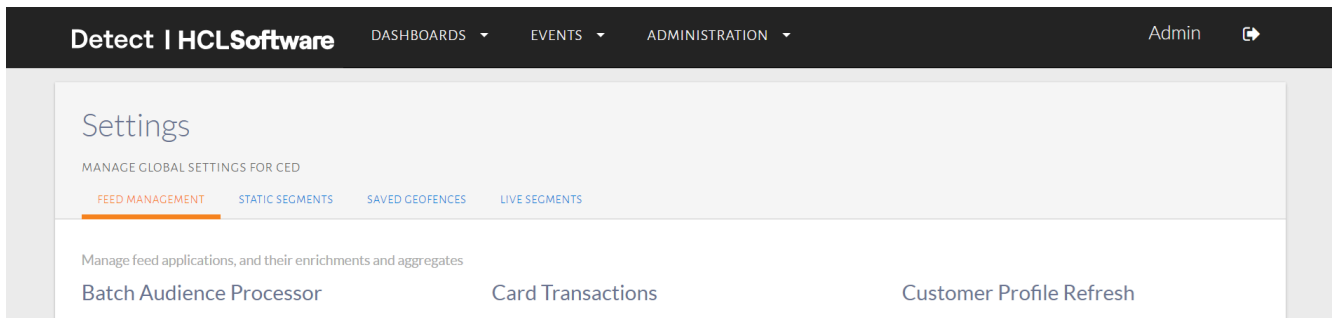 Detect | HCLSoftware DASHBOARDS EVENTS ADMINISTRATION Admin
Settings
MANAGE GLOBAL SETTINGS FOR CED
FEED MANAGEMENT STATIC SEGMENTS SAVED GEOFENCES LIVE SEGMENTS
Manage feed applications, and their enrichments and aggregates
Batch Audience Processor Card Transactions Customer Profile Refresh